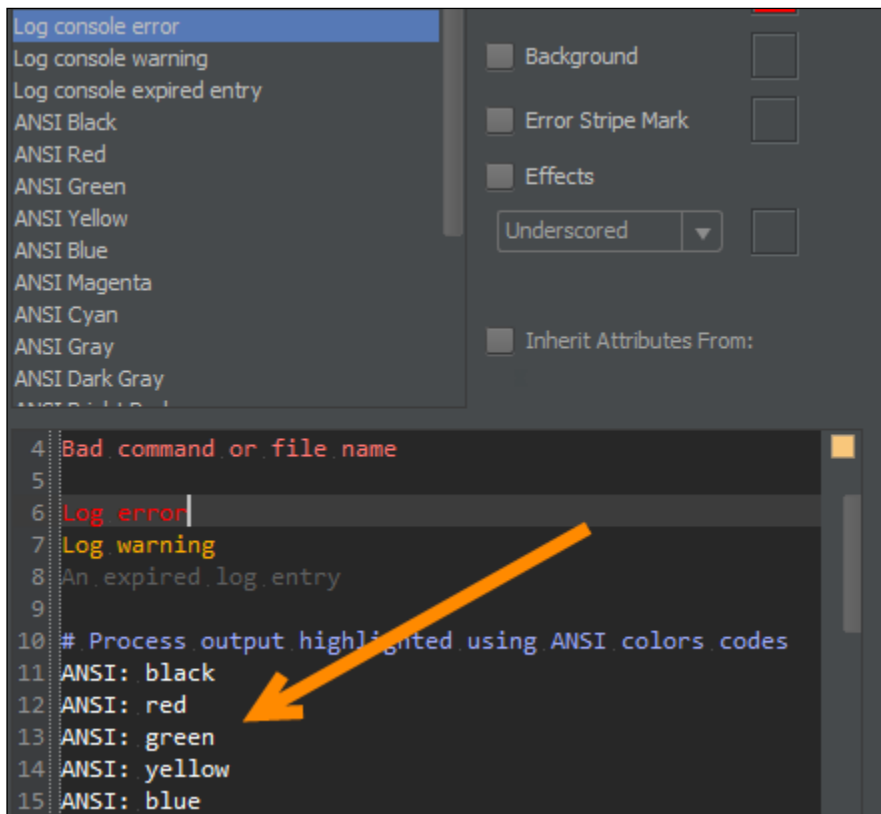 Log console error
Log console warning
Log console expired entry
ANSI Black
ANSI Red
ANSI Green
ANSI Yellow
ANSI Blue
ANSI Magenta
ANSI Cyan
ANSI Gray
ANSI Dark Gray
Background
Error Stripe Mark
Effects
Underscored
Inherit Attributes From:
4 Bad command or file name
5
6 Log error
7 Log warning
8 An expired log entry
9
10 # Process output highlighted using ANSI colors codes
11 ANSI: black
12 ANSI: red
13 ANSI: green
14 ANSI: yellow
15 ANSI: blue